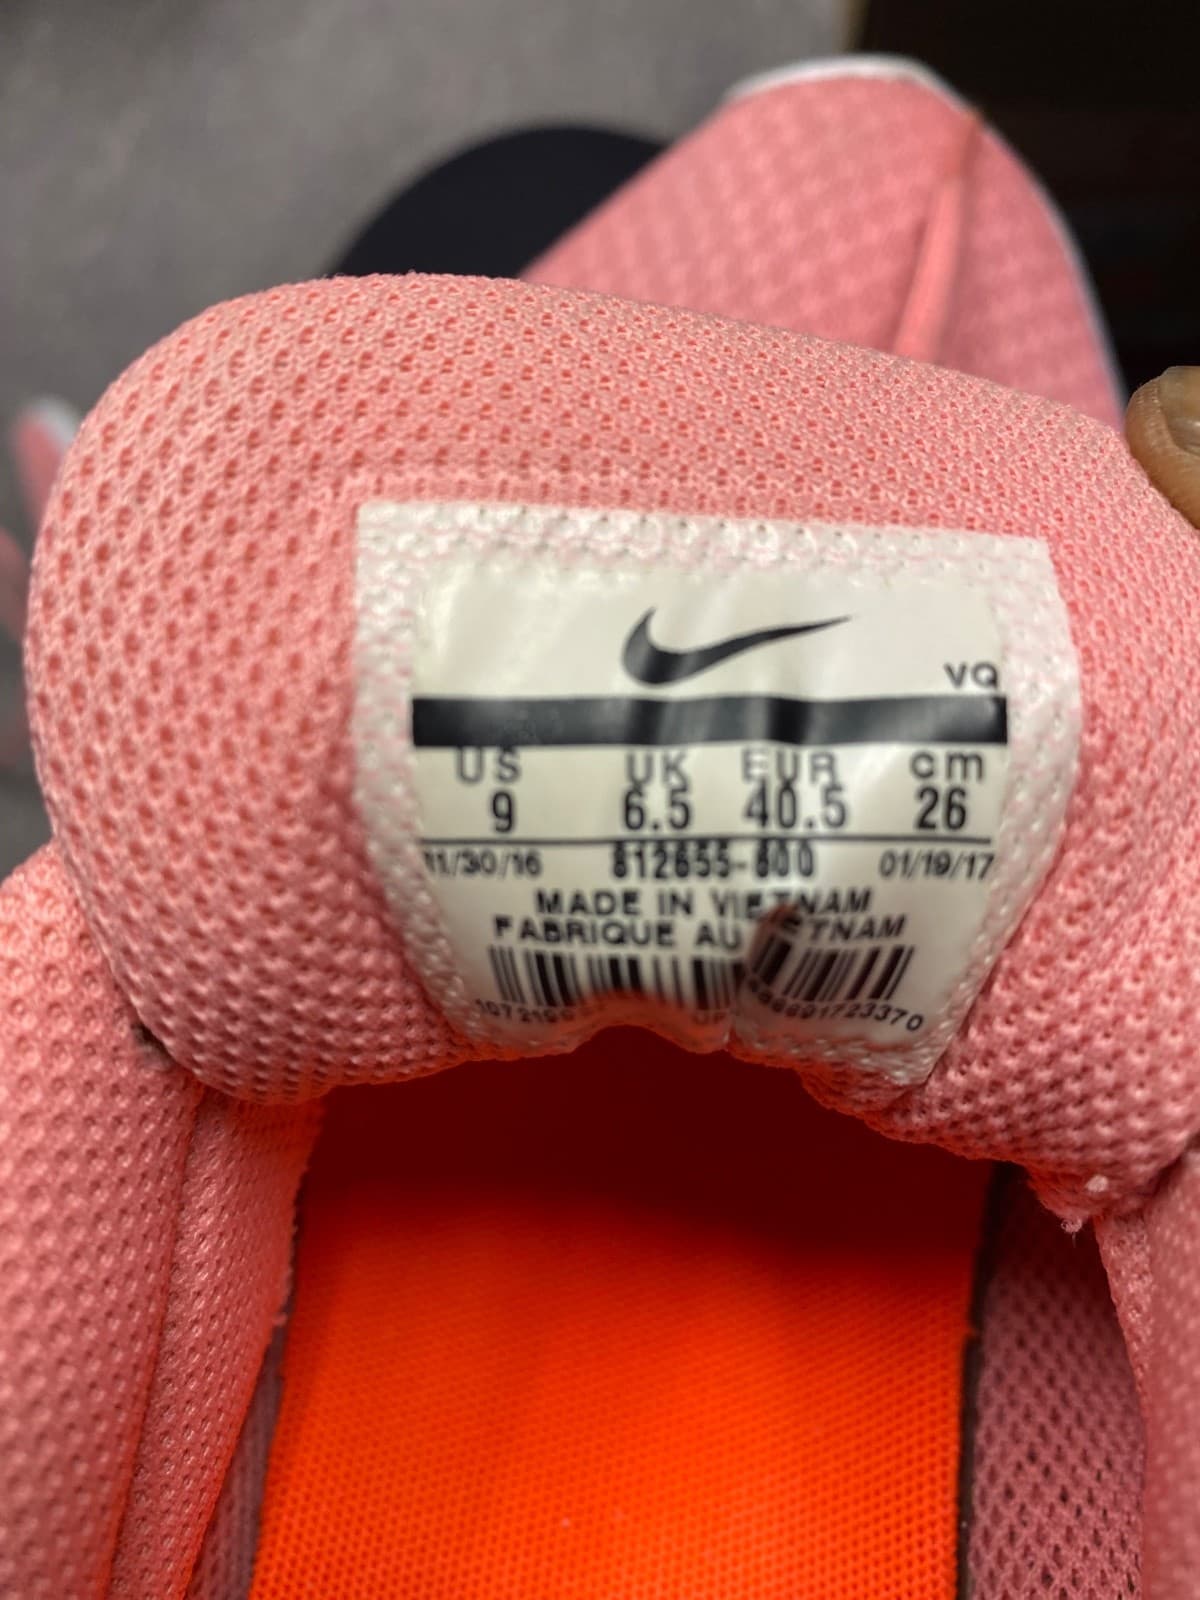 VQ
US UK EUR cm
9 6.5 40.5 26
11/30/16 812655-800 01/19/17
MADE IN VIETNAM
FABRIQUE AU VIETNAM